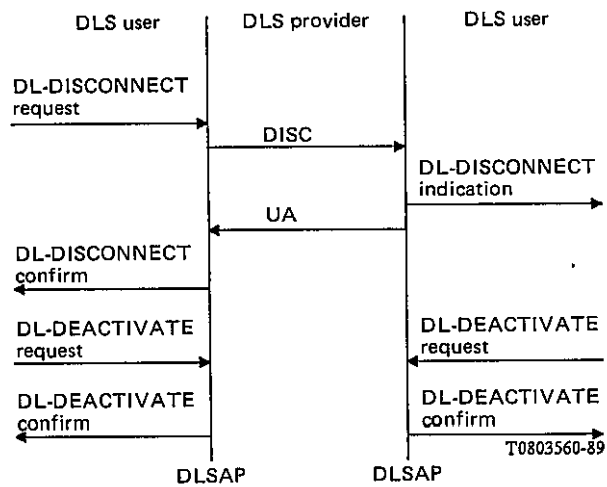 DLS user DLS provider DLS user
DL-DISCONNECT
request
DISC
DL-DISCONNECT
indication
UA
DL-DISCONNECT
confirm
DL-DEACTIVATE
request
DL-DEACTIVATE
request
DL-DEACTIVATE
confirm
DL-DEACTIVATE
confirm
T0803560-89
DLSAP DLSAP